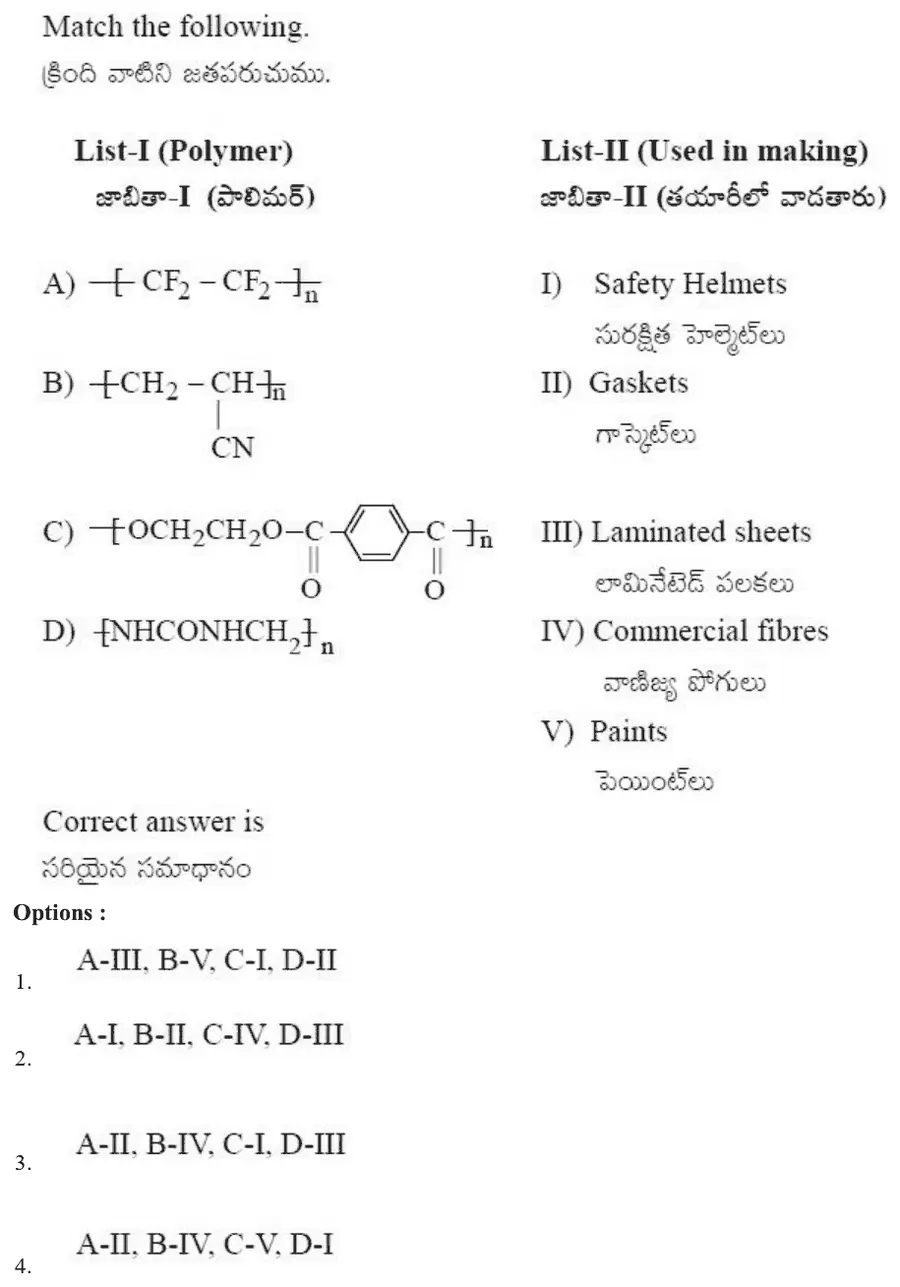 Match the following.
క్రింది వాటిని జతపరుచుము.
List-I (Polymer)
జాబితా-I (పాలిమర్)
List-II (Used in making)
జాబితా-II (తయారీలో వాడతారు)
A) -[ CF2 – CF2 ]-n
I) Safety Helmets
సురక్షిత హెల్మెట్‌లు
B) -[CH2 – CH]-n
CN
II) Gaskets
గాస్కెట్‌లు
C) -[OCH2CH2O–C–C]-n
O O
III) Laminated sheets
లామినేటెడ్ పలకలు
D) -[NHCONHCH2]-n
IV) Commercial fibres
వాణిజ్య పోగులు
V) Paints
పెయింట్‌లు
Correct answer is
సరియైన సమాధానం
Options :
1. A-III, B-V, C-I, D-II
2. A-I, B-II, C-IV, D-III
3. A-II, B-IV, C-I, D-III
4. A-II, B-IV, C-V, D-I